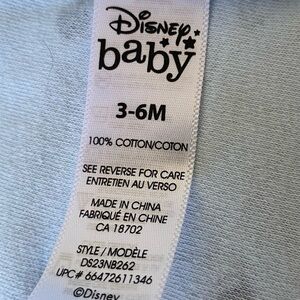 Disney
baby
3-6M
100% COTTON/COTON
SEE REVERSE FOR CARE
ENTRETIEN AU VERSO
MADE IN CHINA
FABRIQUÉ EN CHINE
CA 18702
STYLE / MODÈLE
DS23NB262
UPC# 66472611346
©Disney